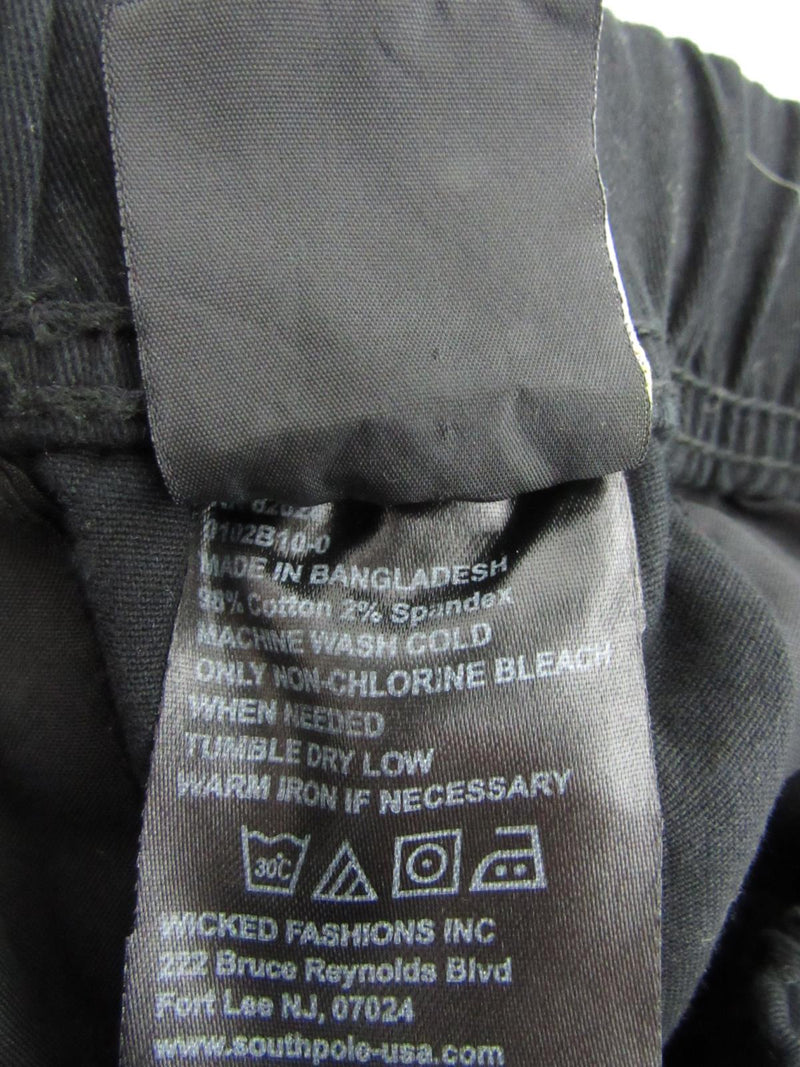 0102B10-0
MADE IN BANGLADESH
98% Cotton 2% Spandex
MACHINE WASH COLD
ONLY NON-CHLORINE BLEACH
WHEN NEEDED
TUMBLE DRY LOW
WARM IRON IF NECESSARY
30°C
WICKED FASHIONS INC
222 Bruce Reynolds Blvd
Fort Lee NJ, 07024
www.southpole-usa.com